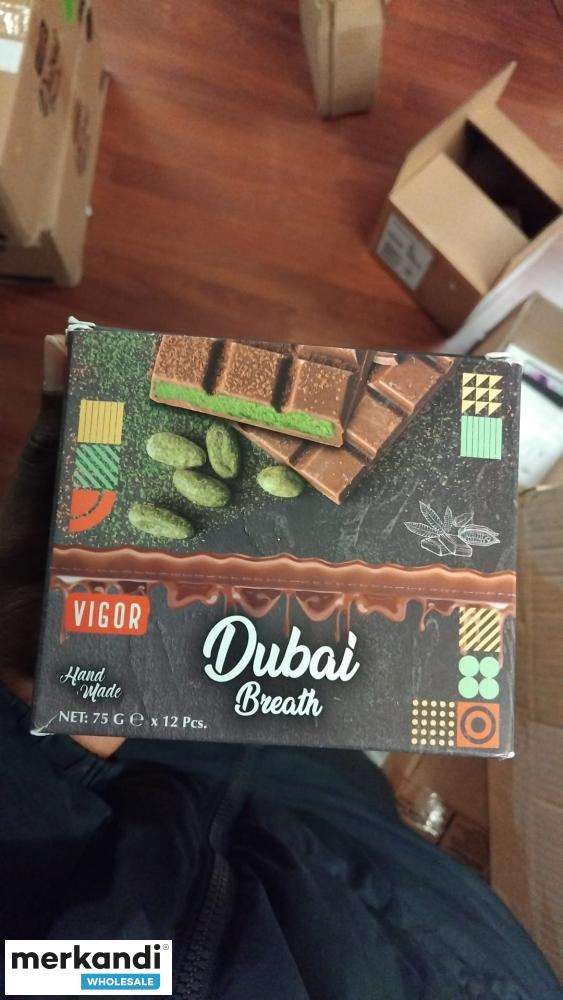 VIGOR
Dubai
Breath
Hand
Made
NET: 75 G ℮ x 12 Pcs.
merkandi®
WHOLESALE